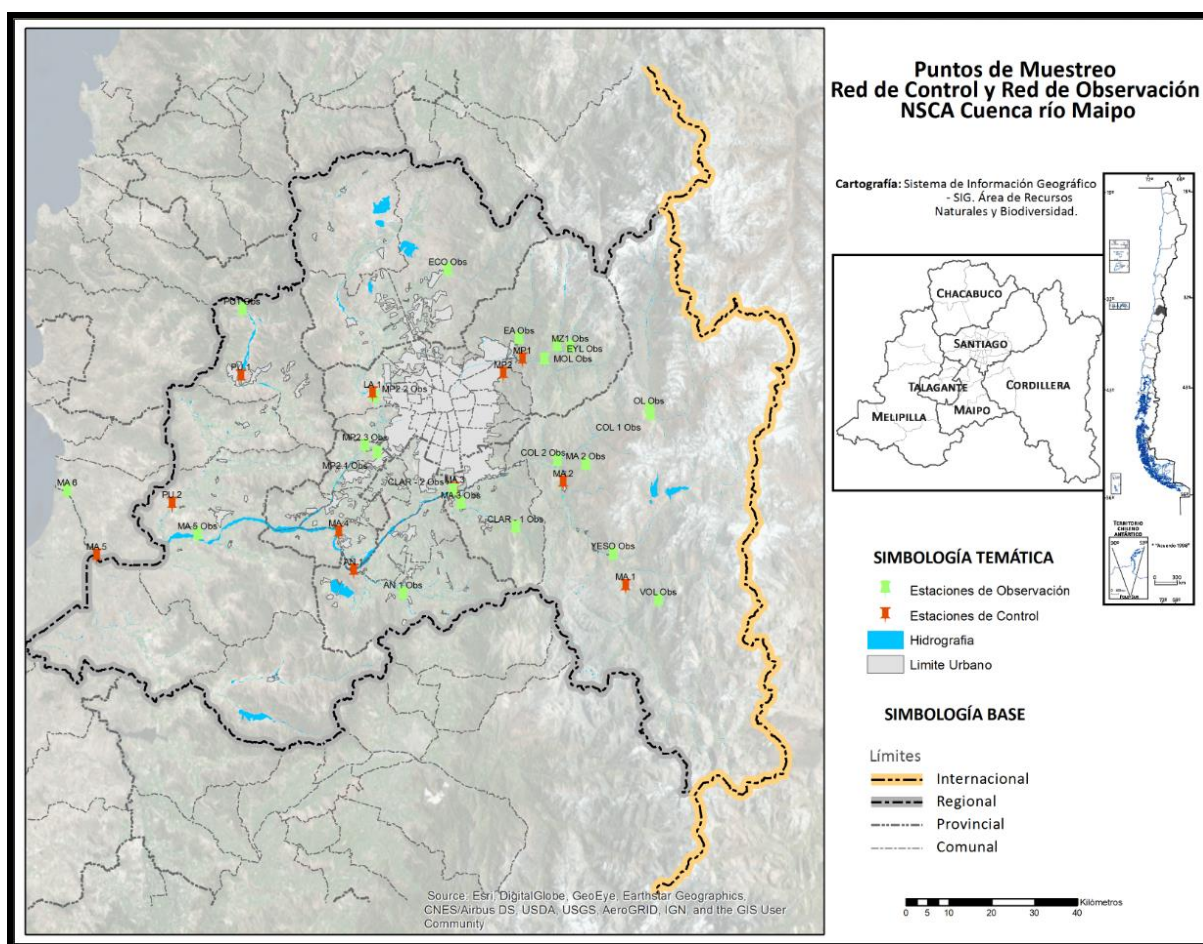 Puntos de Muestreo
Red de Control y Red de Observación
NSCA Cuenca río Maipo
Cartografía: Sistema de Información Geográfico
- SIG. Área de Recursos
Naturales y Biodiversidad.
CHACABUCO
SANTIAGO
TALAGANTE
CORDILLERA
MELIPILLA
MAIPO
TERRITORIO
CHILENO
ANTÁRTICO
SIMBOLOGÍA TEMÁTICA
Estaciones de Observación
Estaciones de Control
Hidrografia
Limite Urbano
SIMBOLOGÍA BASE
Límites
Internacional
Regional
Provincial
Comunal
Kilómetros
0 5 10 20 30 40
ECO Obs
EA Obs
MZ1 Obs
MP.1
EYL Obs
MOL Obs
LA.1
MP2.2 Obs
OL Obs
COL 1 Obs
MP2.3 Obs
MP2.1 Obs
COL 2 Obs
MA 2 Obs
MA.2
CLAR - 2 Obs
MA 3 Obs
MA 6
PU.2
MA 5 Obs
MA.4
CLAR - 1 Obs
MA.5
YESO Obs
AN 1 Obs
MA.1
VOL Obs
Source: Esri, DigitalGlobe, GeoEye, Earthstar Geographics,
CNES/Airbus DS, USDA, USGS, AeroGRID, IGN, and the GIS User
Community